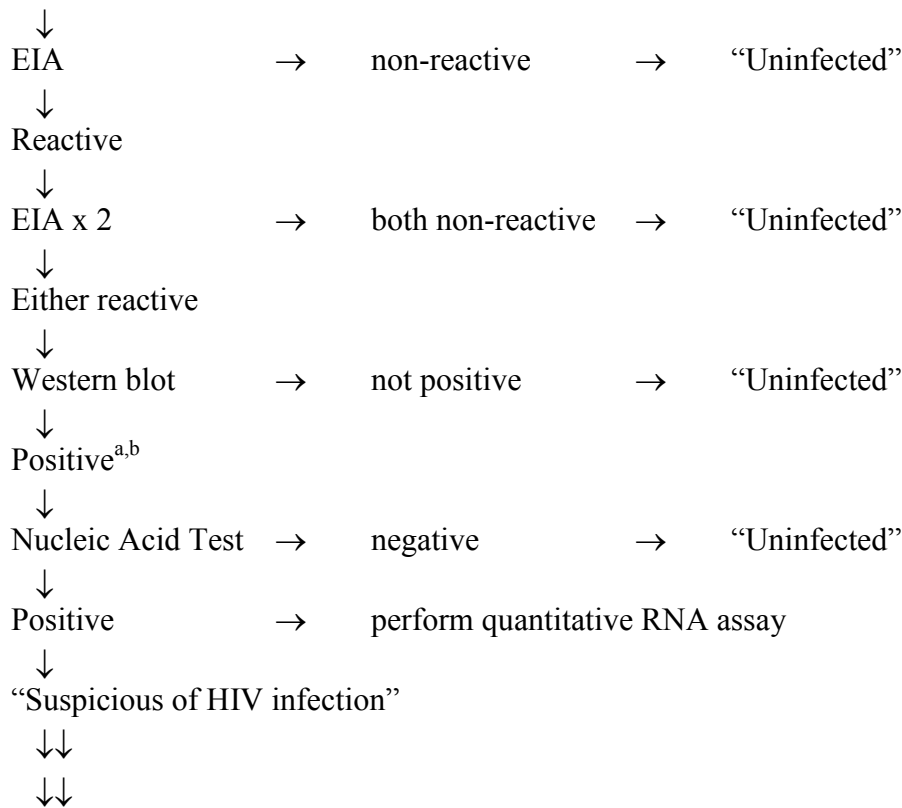 ↓
EIA → non-reactive → “Uninfected”
↓
Reactive
↓
EIA x 2 → both non-reactive → “Uninfected”
↓
Either reactive
↓
Western blot → not positive → “Uninfected”
↓
Positive^a,b
↓
Nucleic Acid Test → negative → “Uninfected”
↓
Positive → perform quantitative RNA assay
↓
“Suspicious of HIV infection”
↓↓
↓↓